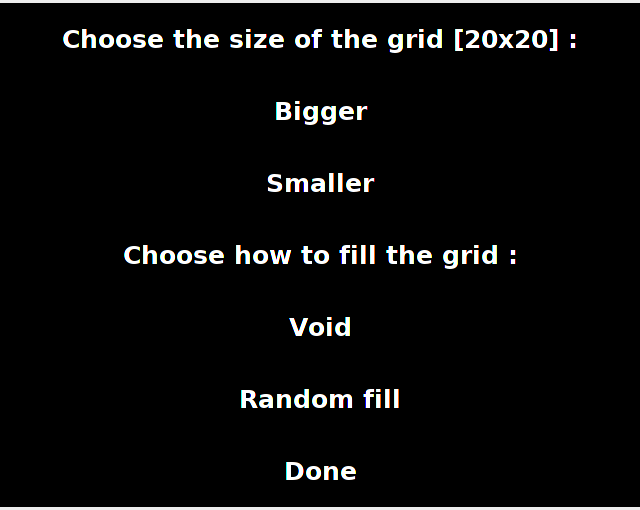 Choose the size of the grid [20x20] :
Bigger
Smaller
Choose how to fill the grid :
Void
Random fill
Done